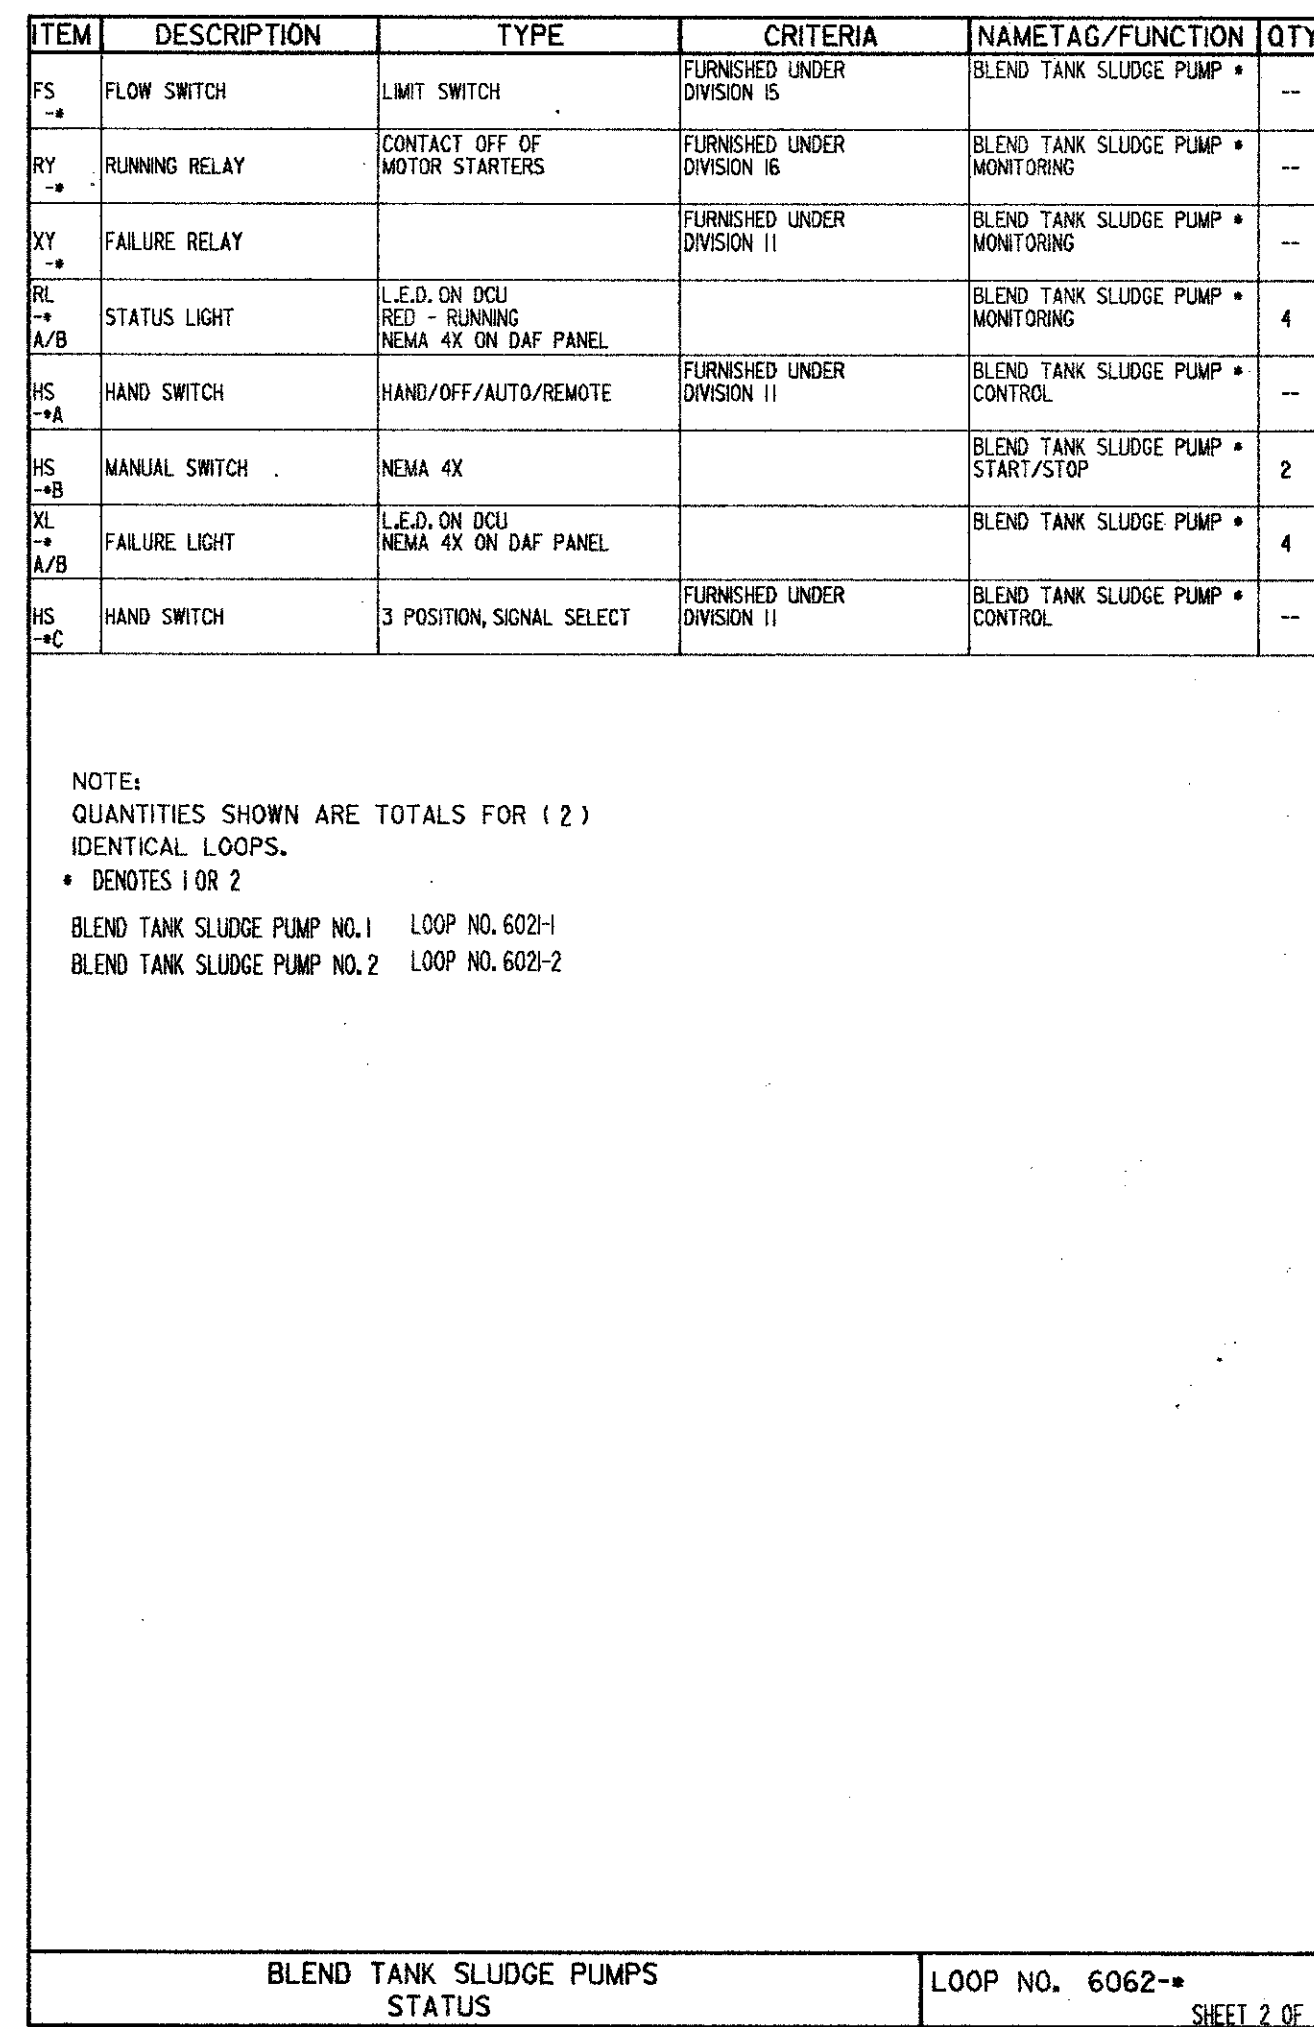 ITEM DESCRIPTION TYPE CRITERIA NAMETAG/FUNCTION QTY
FS -* FLOW SWITCH LIMIT SWITCH FURNISHED UNDER DIVISION 15 BLEND TANK SLUDGE PUMP * --
RY -* RUNNING RELAY CONTACT OFF OF MOTOR STARTERS FURNISHED UNDER DIVISION 16 BLEND TANK SLUDGE PUMP * MONITORING --
XY -* FAILURE RELAY FURNISHED UNDER DIVISION 11 BLEND TANK SLUDGE PUMP * MONITORING --
RL -* A/B STATUS LIGHT L.E.D. ON DCU RED - RUNNING NEMA 4X ON DAF PANEL BLEND TANK SLUDGE PUMP * MONITORING 4
HS -*A HAND SWITCH HAND/OFF/AUTO/REMOTE FURNISHED UNDER DIVISION 11 BLEND TANK SLUDGE PUMP * CONTROL --
HS -*B MANUAL SWITCH NEMA 4X BLEND TANK SLUDGE PUMP * START/STOP 2
XL -* A/B FAILURE LIGHT L.E.D. ON DCU NEMA 4X ON DAF PANEL BLEND TANK SLUDGE PUMP * 4
HS -*C HAND SWITCH 3 POSITION, SIGNAL SELECT FURNISHED UNDER DIVISION 11 BLEND TANK SLUDGE PUMP * CONTROL --
NOTE:
QUANTITIES SHOWN ARE TOTALS FOR (2)
IDENTICAL LOOPS.
* DENOTES 1 OR 2
BLEND TANK SLUDGE PUMP NO. 1 LOOP NO. 6021-1
BLEND TANK SLUDGE PUMP NO. 2 LOOP NO. 6021-2
BLEND TANK SLUDGE PUMPS
STATUS
LOOP NO. 6062-*
SHEET 2 OF